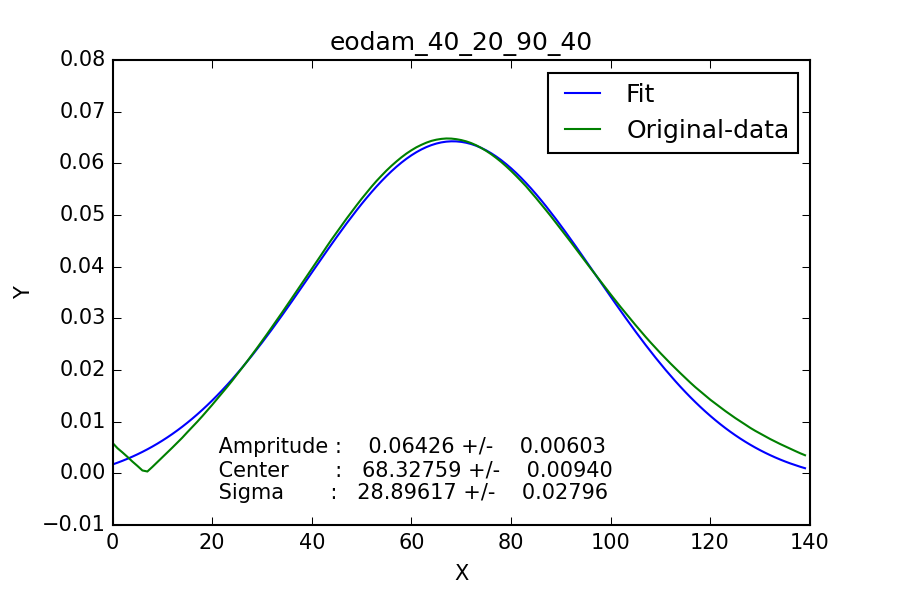 eodam_40_20_90_40
0.08
0.07
0.06
0.05
0.04
0.03
0.02
0.01
0.00
−0.01
Y
Fit
Original-data
Ampritude : 0.06426 +/- 0.00603
Center : 68.32759 +/- 0.00940
Sigma : 28.89617 +/- 0.02796
0 20 40 60 80 100 120 140
X